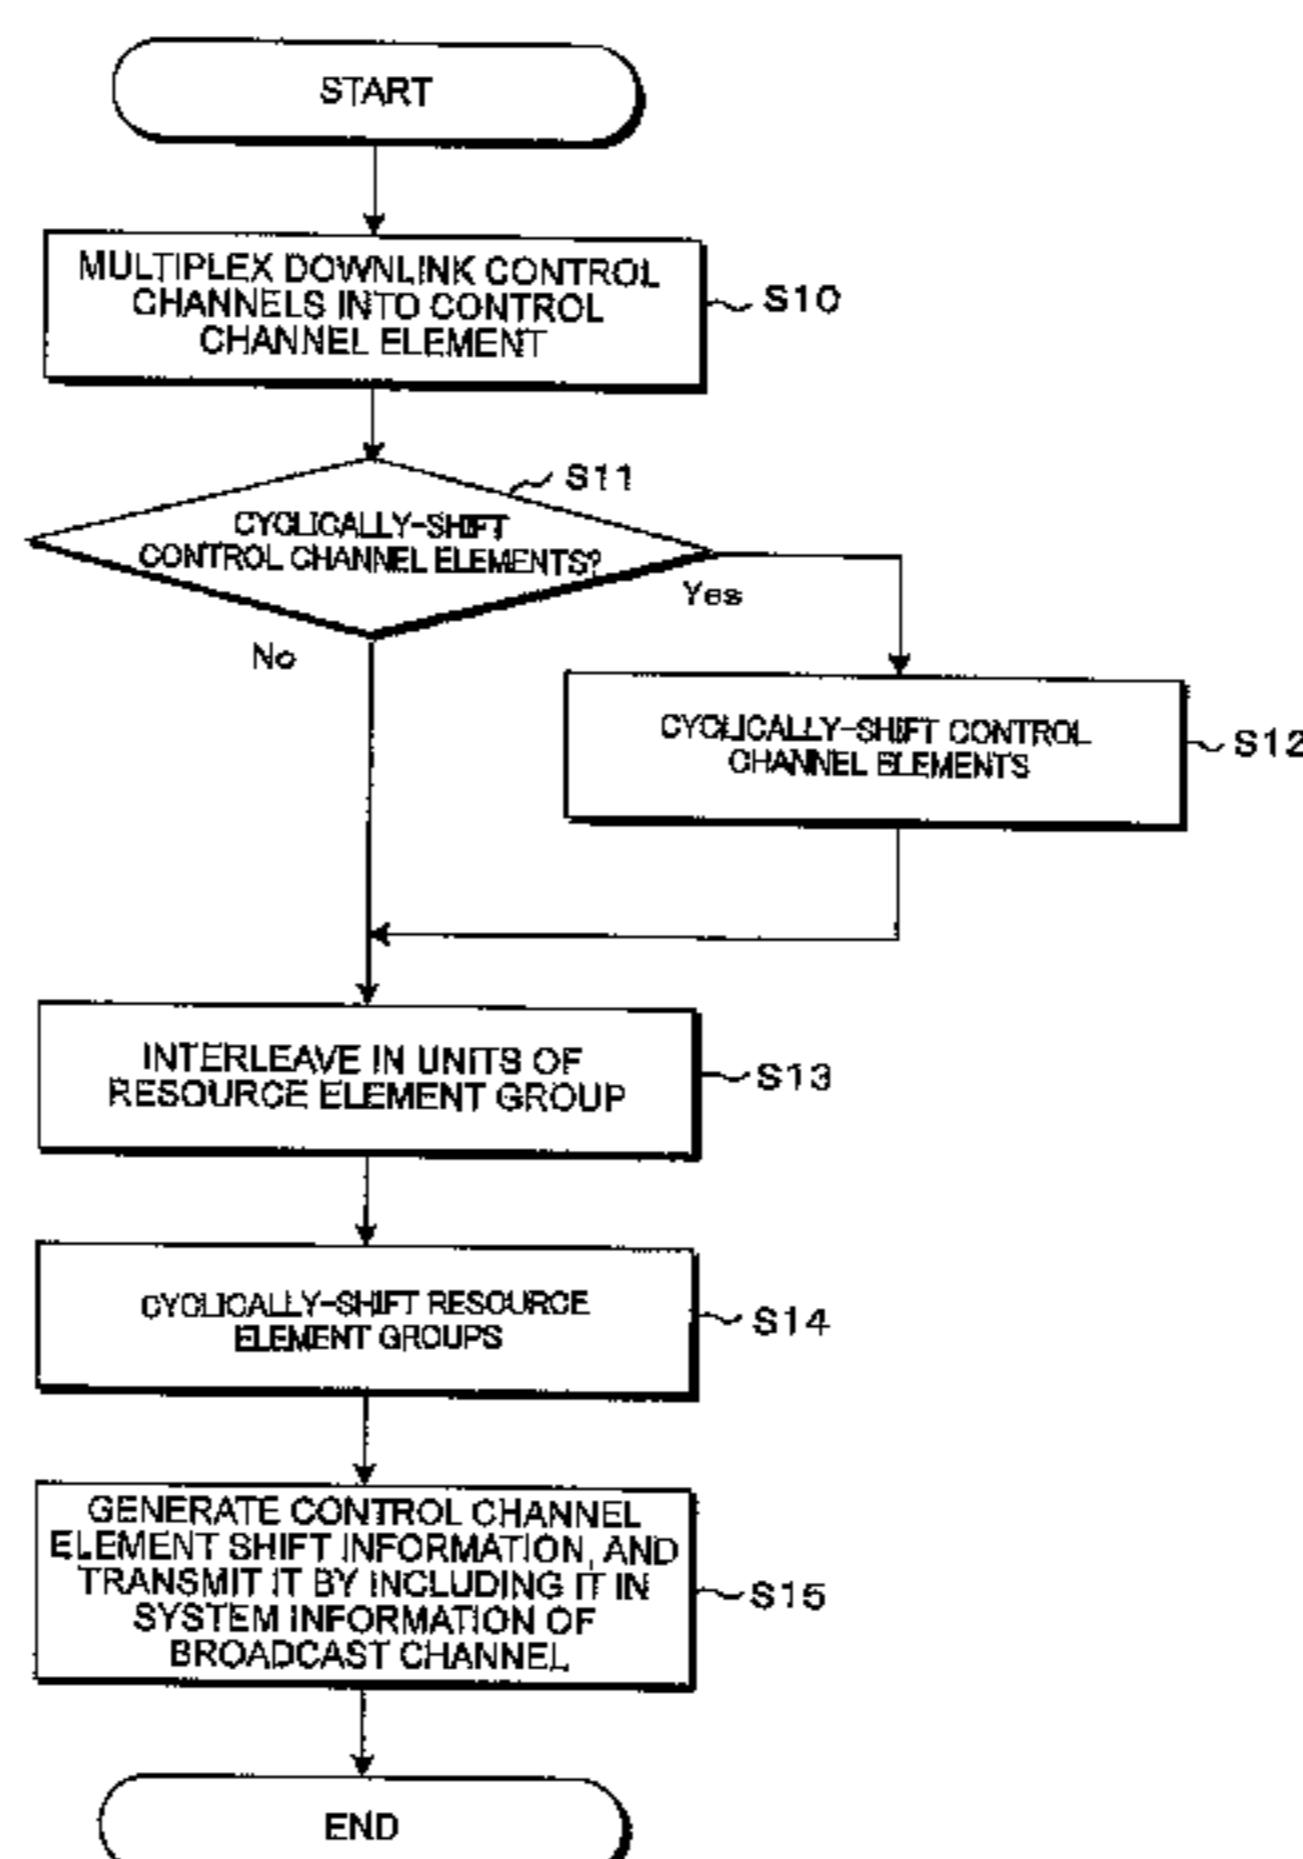 START
MULTIPLEX DOWNLINK CONTROL
CHANNELS INTO CONTROL
CHANNEL ELEMENT
S10
S11
CYCLICALLY-SHIFT
CONTROL CHANNEL ELEMENTS?
Yes
No
CYCLICALLY-SHIFT CONTROL
CHANNEL ELEMENTS
S12
INTERLEAVE IN UNITS OF
RESOURCE ELEMENT GROUP
S13
CYCLICALLY-SHIFT RESOURCE
ELEMENT GROUPS
S14
GENERATE CONTROL CHANNEL
ELEMENT SHIFT INFORMATION, AND
TRANSMIT IT BY INCLUDING IT IN
SYSTEM INFORMATION OF
BROADCAST CHANNEL
S15
END